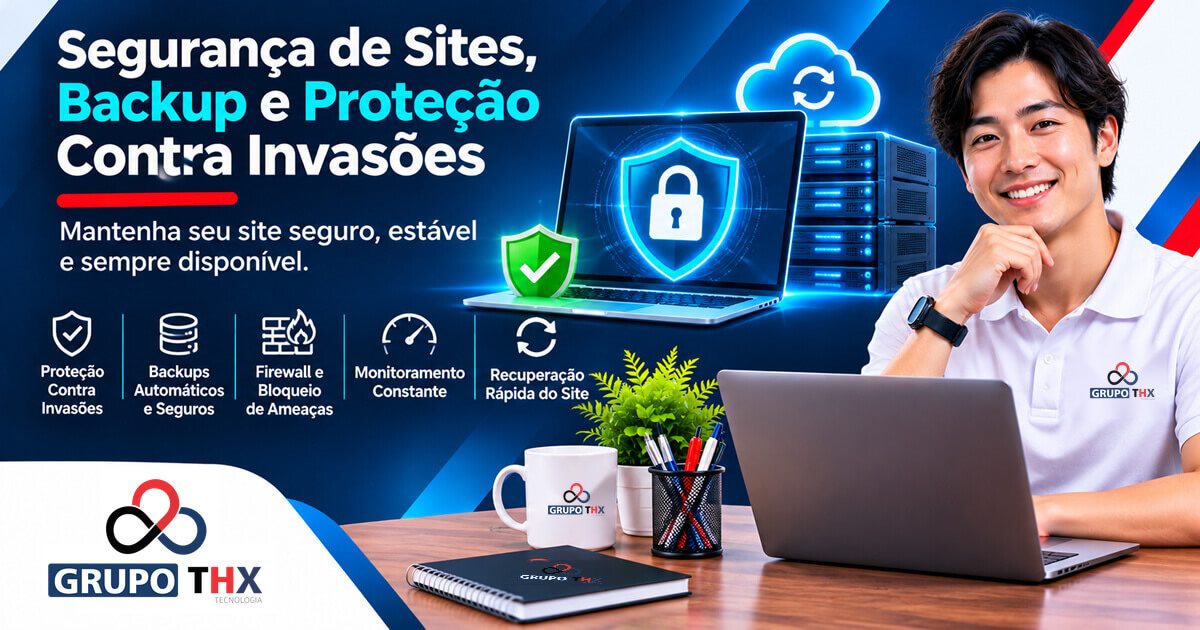 Segurança de Sites,
Backup e Proteção
Contra Invasões
Mantenha seu site seguro, estável
e sempre disponível.
Proteção
Contra
Invasões
Backups
Automáticos
e Seguros
Firewall e
Bloqueio
de Ameaças
Monitoramento
Constante
Recuperação
Rápida do Site
GRUPO THX
TECNOLOGIA
GRUPO THX
GRUPO THX
GRUPO THX